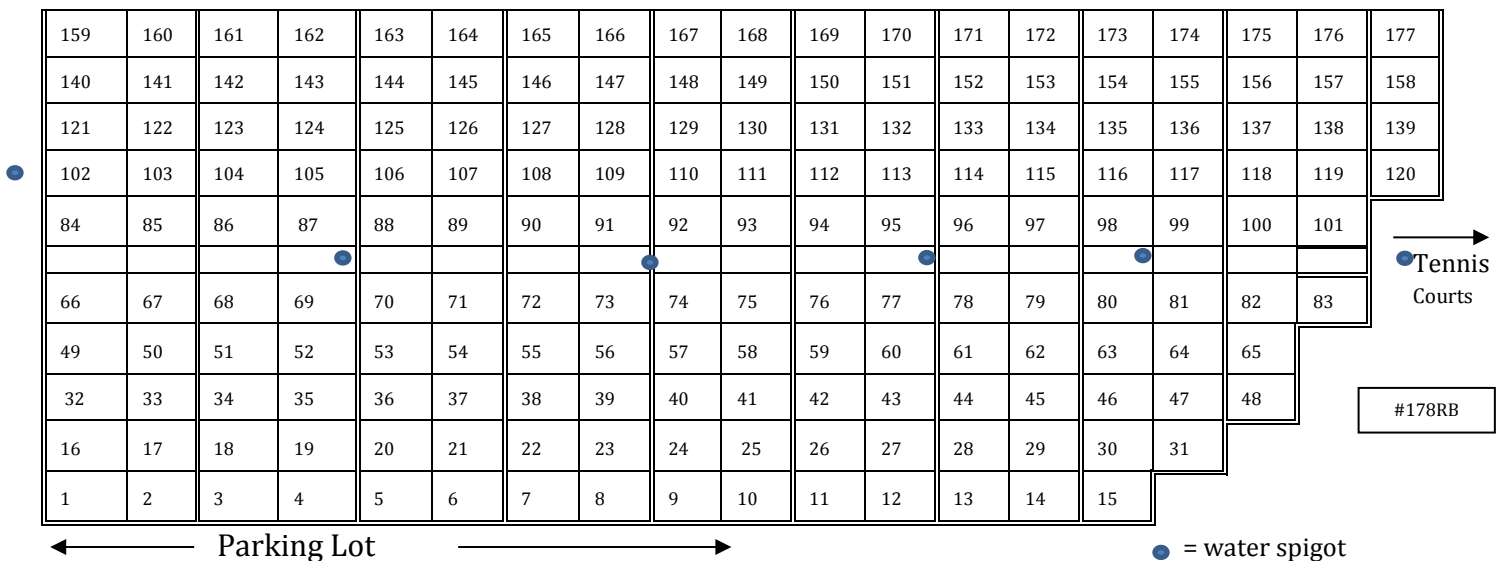 159 160 161 162 163 164 165 166 167 168 169 170 171 172 173 174 175 176 177
140 141 142 143 144 145 146 147 148 149 150 151 152 153 154 155 156 157 158
121 122 123 124 125 126 127 128 129 130 131 132 133 134 135 136 137 138 139
102 103 104 105 106 107 108 109 110 111 112 113 114 115 116 117 118 119 120
84 85 86 87 88 89 90 91 92 93 94 95 96 97 98 99 100 101
Tennis
Courts
66 67 68 69 70 71 72 73 74 75 76 77 78 79 80 81 82 83
49 50 51 52 53 54 55 56 57 58 59 60 61 62 63 64 65
32 33 34 35 36 37 38 39 40 41 42 43 44 45 46 47 48
#178RB
16 17 18 19 20 21 22 23 24 25 26 27 28 29 30 31
1 2 3 4 5 6 7 8 9 10 11 12 13 14 15
Parking Lot
= water spigot